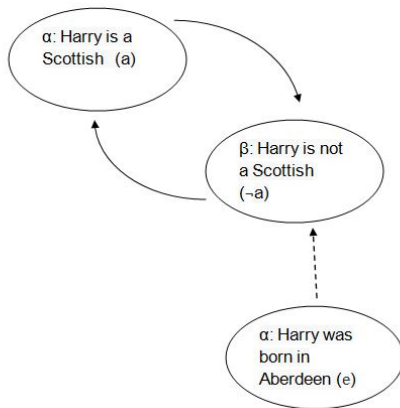 α: Harry is a
Scottish (a)
β: Harry is not
a Scottish
(¬a)
α: Harry was
born in
Aberdeen (e)